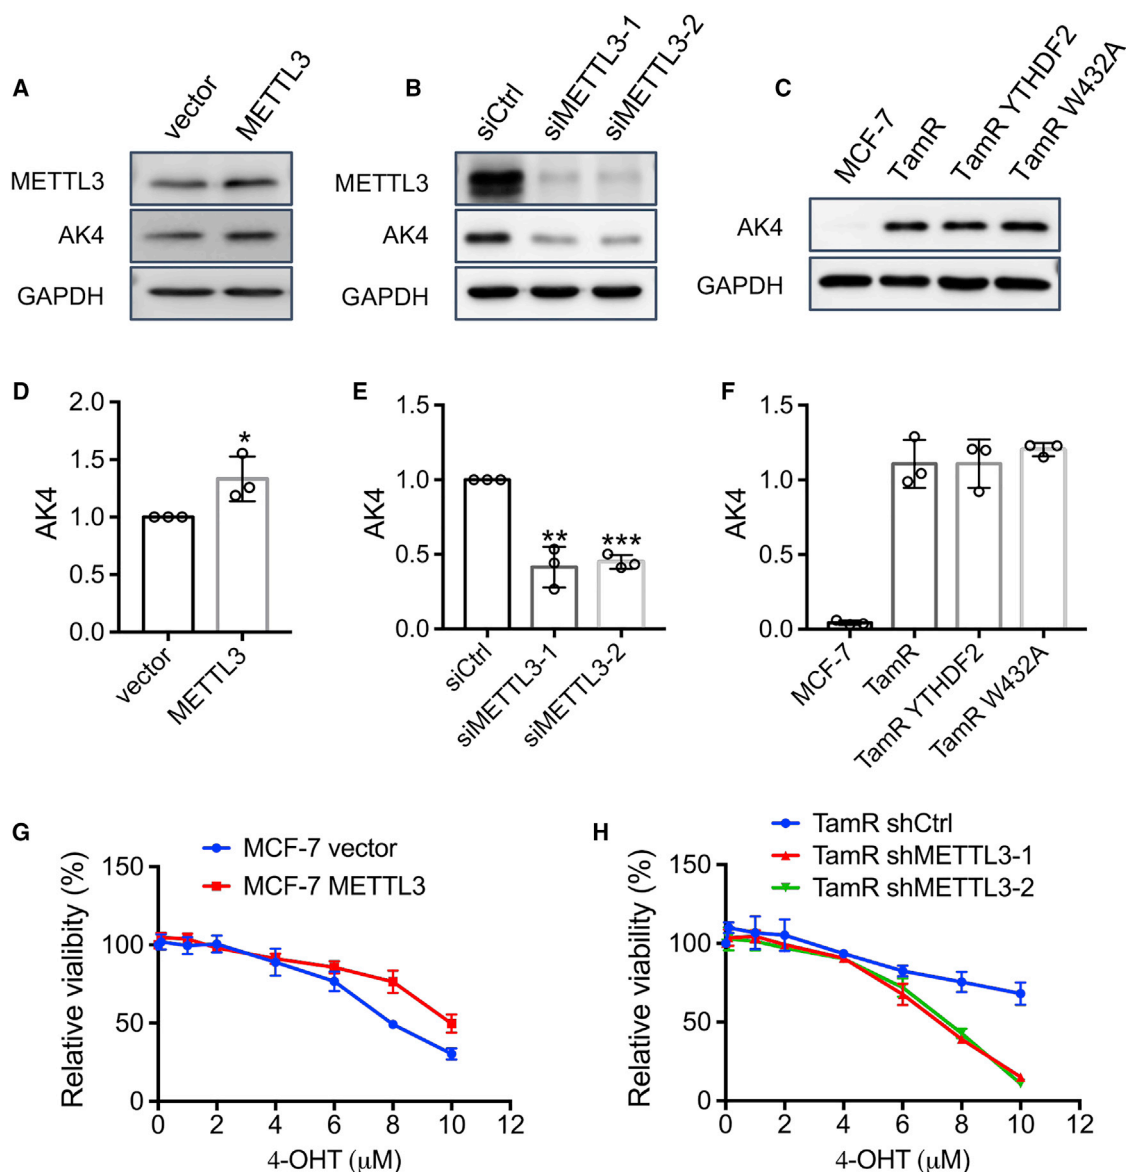 A
vector
METTL3
METTL3
AK4
GAPDH
B
siCtrl
siMETTL3-1
siMETTL3-2
METTL3
AK4
GAPDH
C
MCF-7
TamR
TamR YTHDF2
TamR W432A
AK4
GAPDH
D
AK4
2.0
1.5
1.0
0.5
0.0
*
vector
METTL3
E
AK4
1.5
1.0
0.5
0.0
**
***
siCtrl
siMETTL3-1
siMETTL3-2
F
AK4
1.5
1.0
0.5
0.0
MCF-7
TamR
TamR YTHDF2
TamR W432A
G
MCF-7 vector
MCF-7 METTL3
Relative vialibity (%)
150
100
50
0
0 2 4 6 8 10 12
4-OHT (μM)
H
TamR shCtrl
TamR shMETTL3-1
TamR shMETTL3-2
Relative viability (%)
150
100
50
0
0 2 4 6 8 10 12
4-OHT (μM)